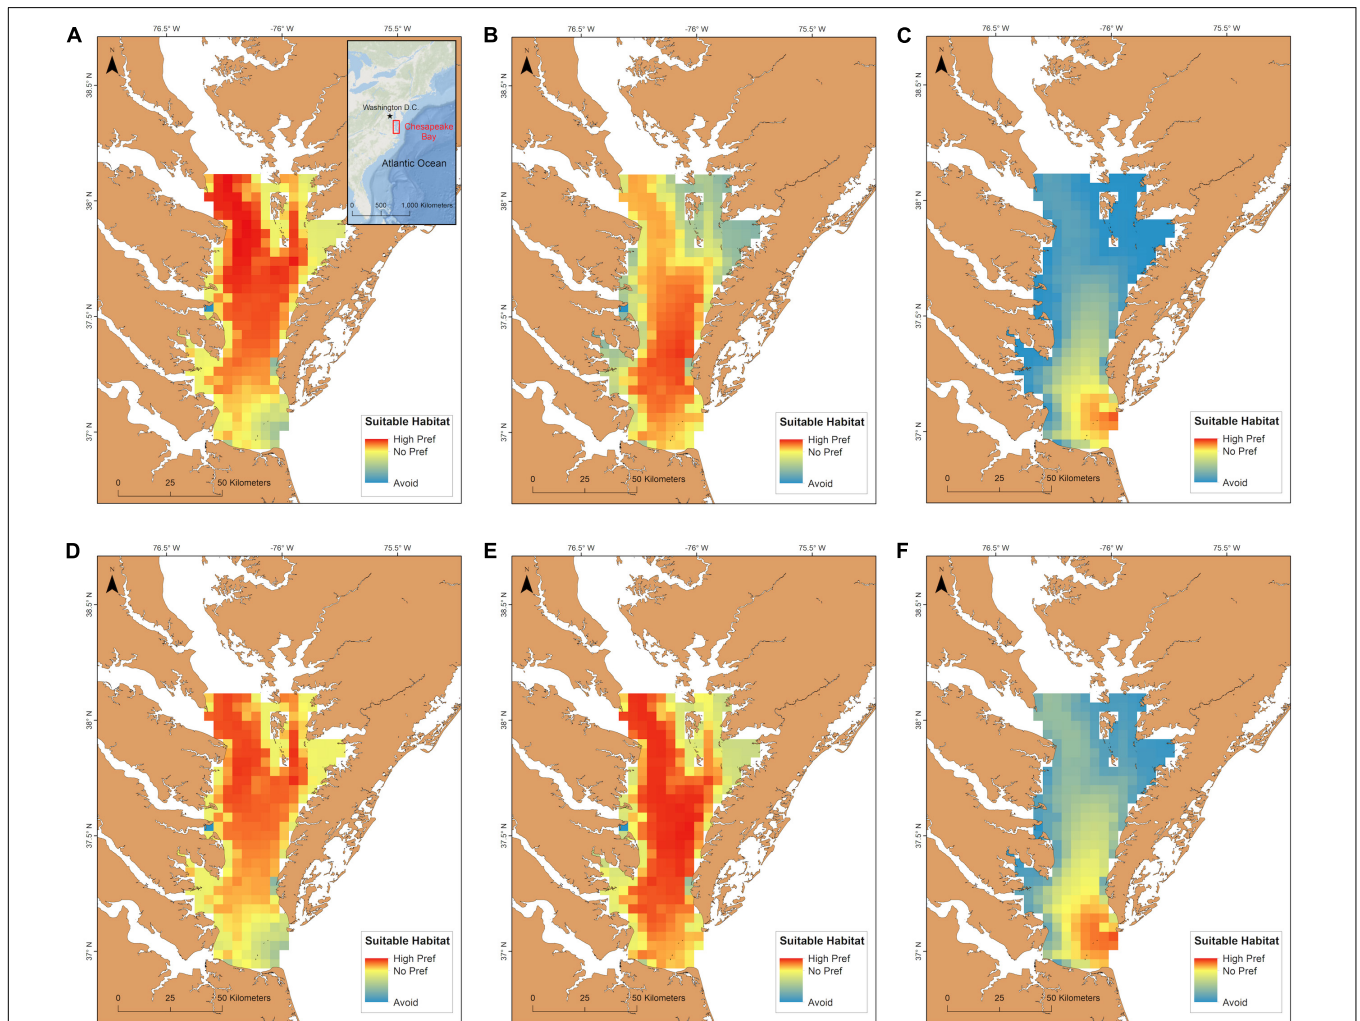 A
76.5° W
-76° W
75.5° W
N
38.5° N
38° N
37.5° N
37° N
Washington D.C.
Chesapeake
Bay
Atlantic Ocean
0 500 1,000 Kilometers
Suitable Habitat
High Pref
No Pref
Avoid
0 25 50 Kilometers
B
76.5° W
-76° W
75.5° W
N
38.5° N
38° N
37.5° N
37° N
Suitable Habitat
High Pref
No Pref
Avoid
0 25 50 Kilometers
C
76.5° W
-76° W
75.5° W
N
38.5° N
38° N
37.5° N
37° N
Suitable Habitat
High Pref
No Pref
Avoid
0 25 50 Kilometers
D
76.5° W
-76° W
75.5° W
N
38.5° N
38° N
37.5° N
37° N
Suitable Habitat
High Pref
No Pref
Avoid
0 25 50 Kilometers
E
76.5° W
-76° W
75.5° W
N
38.5° N
38° N
37.5° N
37° N
Suitable Habitat
High Pref
No Pref
Avoid
0 25 50 Kilometers
F
76.5° W
-76° W
75.5° W
N
38.5° N
38° N
37.5° N
37° N
Suitable Habitat
High Pref
No Pref
Avoid
0 25 50 Kilometers